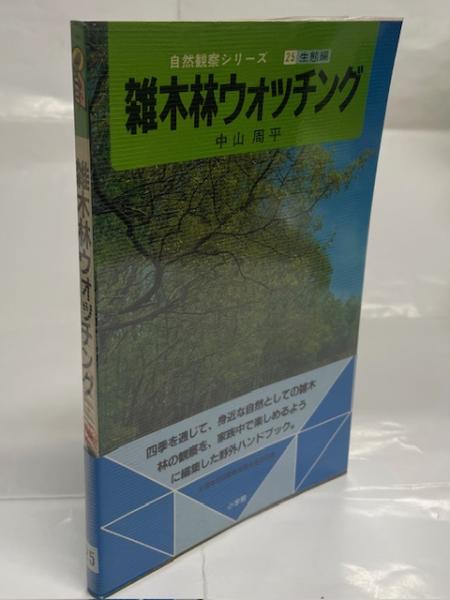 自然観察シリーズ 25 生態編
雑木林ウォッチング
中山 周平
四季を通じて、身近な自然としての雑木
林の観察を、家族中で楽しめるよう
に編集した野外ハンドブック。
小学館
雑木林ウォッチング
25